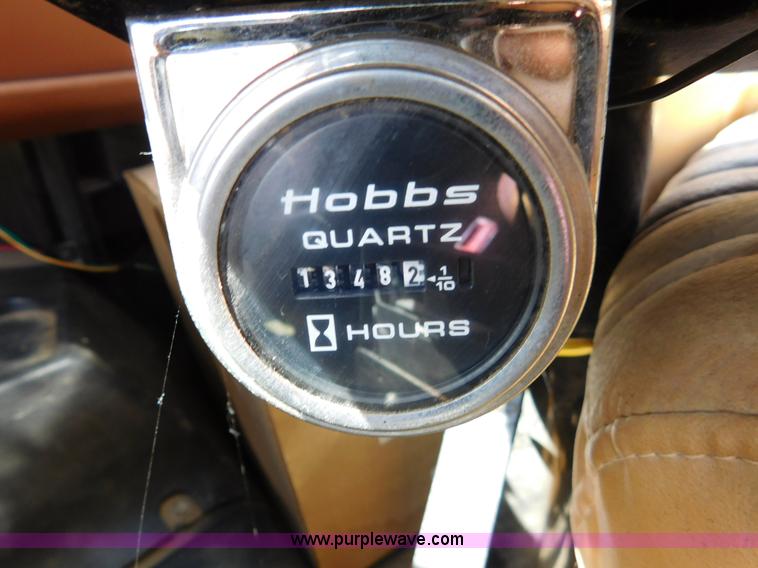 Hobbs
QUARTZ
13482 ◄ 1/10
HOURS
www.purplewave.com